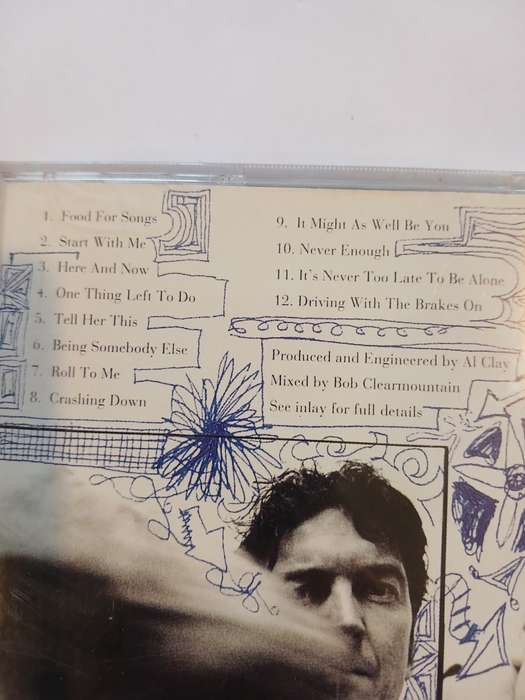 1. Food For Songs
2. Start With Me
3. Here And Now
4. One Thing Left To Do
5. Tell Her This
6. Being Somebody Else
7. Roll To Me
8. Crashing Down
9. It Might As Well Be You
10. Never Enough
11. It's Never Too Late To Be Alone
12. Driving With The Brakes On
Produced and Engineered by Al Clay
Mixed by Bob Clearmountain
See inlay for full details